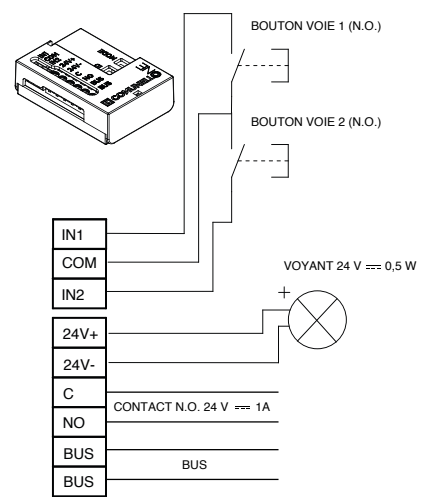 BOUTON VOIE 1 (N.O.)
BOUTON VOIE 2 (N.O.)
IN1
COM
IN2
VOYANT 24 V ⎓ 0,5 W
+
24V+
24V-
C
CONTACT N.O. 24 V ⎓ 1A
NO
BUS
BUS
BUS